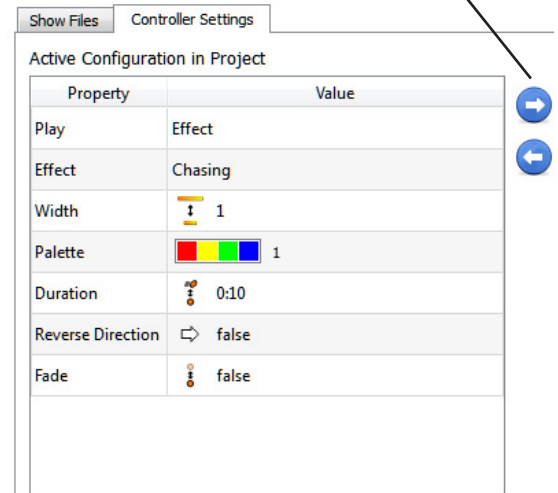 Show Files Controller Settings
Active Configuration in Project
Property Value
Play Effect
Effect Chasing
Width 1
Palette 1
Duration 0:10
Reverse Direction false
Fade false